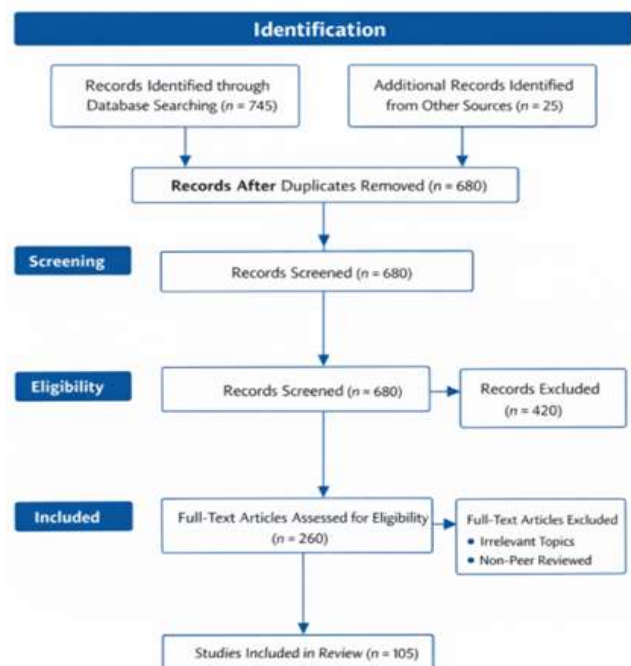 Identification
Records Identified through
Database Searching (n = 745)
Additional Records Identified
from Other Sources (n = 25)
Records After Duplicates Removed (n = 680)
Screening
Records Screened (n = 680)
Eligibility
Records Screened (n = 680)
Records Excluded
(n = 420)
Included
Full-Text Articles Assessed for Eligibility
(n = 260)
Full-Text Articles Excluded
• Irrelevant Topics
• Non-Peer Reviewed
Studies Included in Review (n = 105)